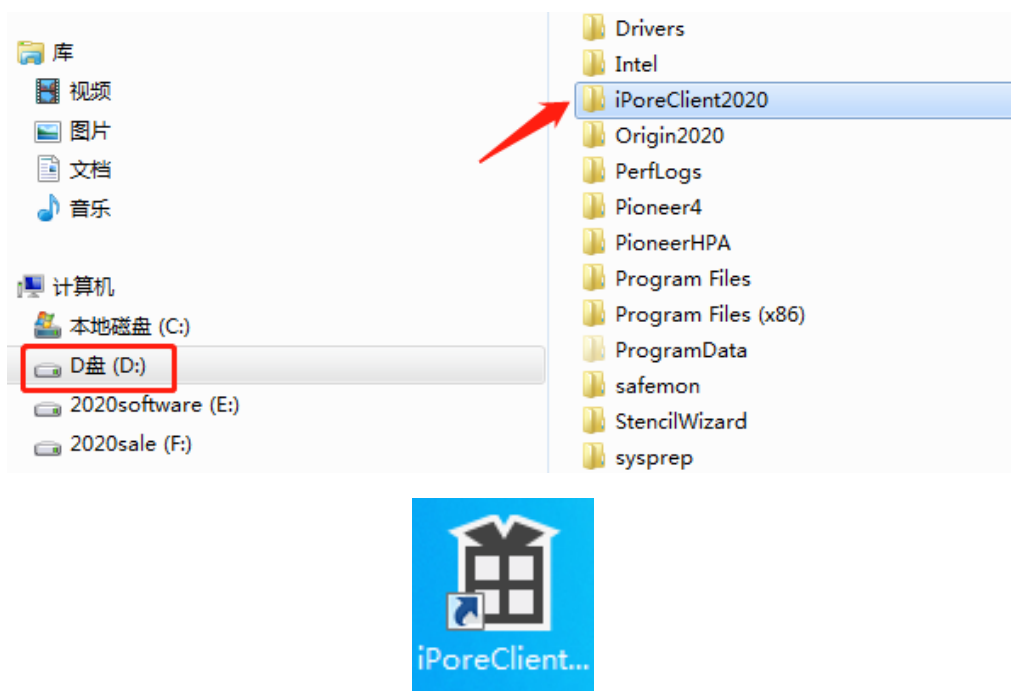 库
视频
图片
文档
音乐
计算机
本地磁盘 (C:)
D盘 (D:)
2020software (E:)
2020sale (F:)
Drivers
Intel
iPoreClient2020
Origin2020
PerfLogs
Pioneer4
PioneerHPA
Program Files
Program Files (x86)
ProgramData
safemon
StencilWizard
sysprep
iPoreClient...